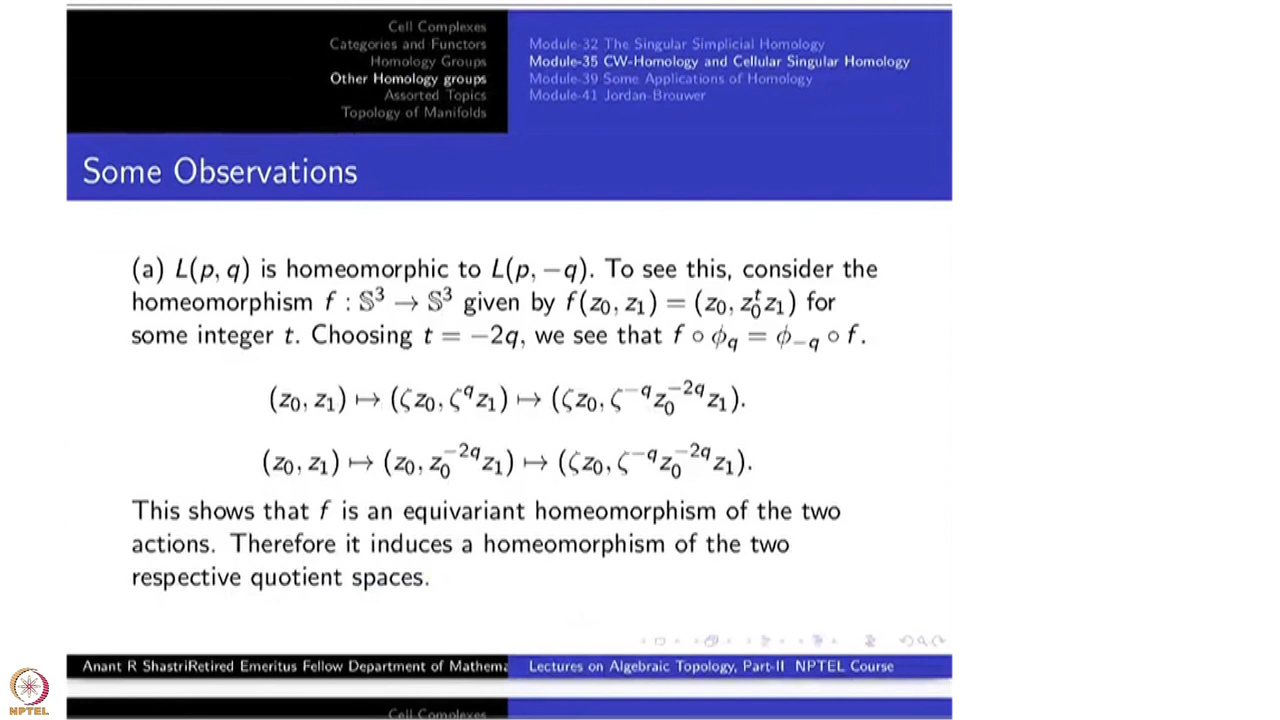 Cell Complexes
Categories and Functors
Homology Groups
Other Homology groups
Assorted Topics
Topology of Manifolds
Module-32 The Singular Simplicial Homology
Module-35 CW-Homology and Cellular Singular Homology
Module-39 Some Applications of Homology
Module-41 Jordan-Brouwer
Some Observations
(a) L(p, q) is homeomorphic to L(p, −q). To see this, consider the
homeomorphism f : 𝕊³ → 𝕊³ given by f(z₀, z₁) = (z₀, z₀ᵗz₁) for
some integer t. Choosing t = −2q, we see that f ∘ ϕ_q = ϕ_{−q} ∘ f.
(z₀, z₁) ↦ (ζz₀, ζ^q z₁) ↦ (ζz₀, ζ^{−q} z₀^{−2q} z₁).
(z₀, z₁) ↦ (z₀, z₀^{−2q} z₁) ↦ (ζz₀, ζ^{−q} z₀^{−2q} z₁).
This shows that f is an equivariant homeomorphism of the two
actions. Therefore it induces a homeomorphism of the two
respective quotient spaces.
Anant R ShastriRetired Emeritus Fellow Department of Mathema
Lectures on Algebraic Topology, Part-II NPTEL Course
NPTEL
Cell Complexes